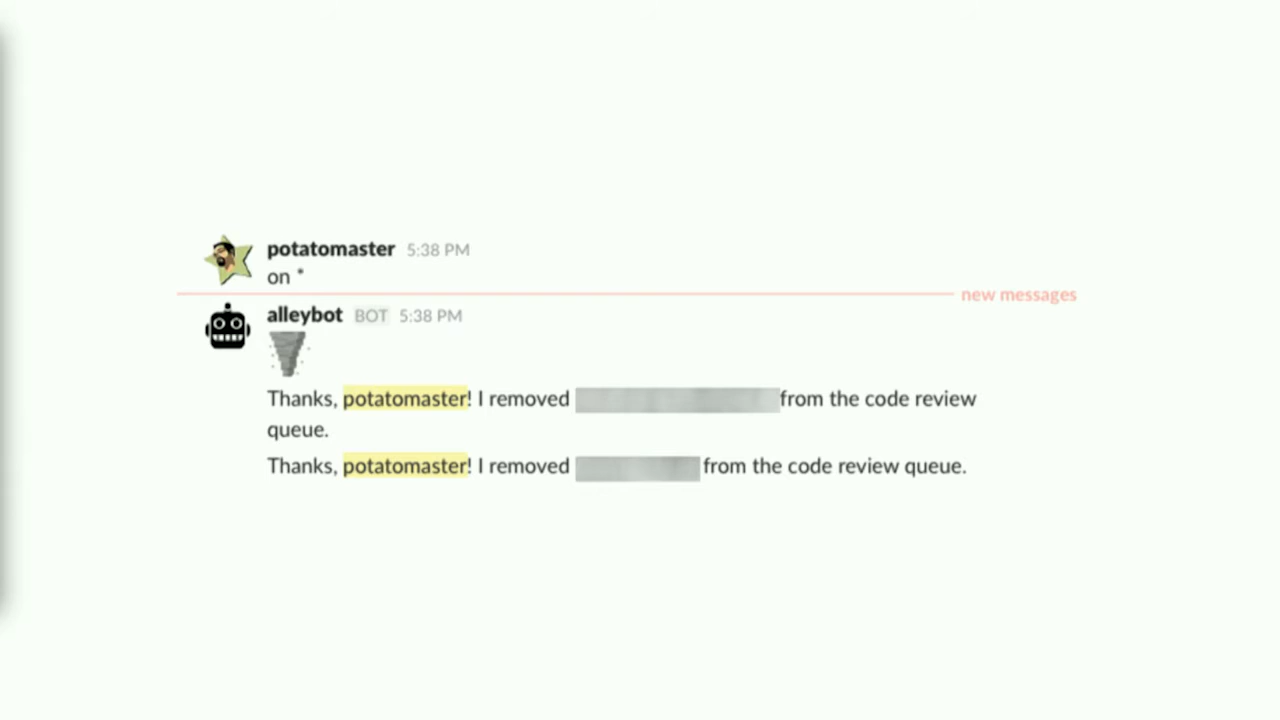 potatomaster 5:38 PM
on *
new messages
alleybot BOT 5:38 PM
Thanks, potatomaster! I removed from the code review
queue.
Thanks, potatomaster! I removed from the code review queue.